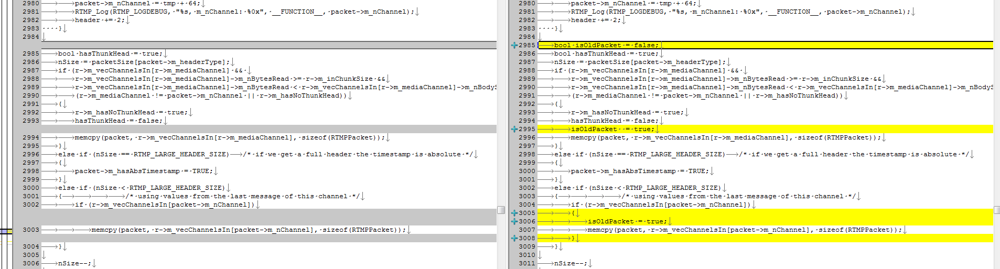 2980 packet->m_nChannel = tmp + 64;
2981 RTMP_Log(RTMP_LOGDEBUG, "%s, m_nChannel: %0x", __FUNCTION__, packet->m_nChannel);
2982 header += 2;
2983 }
2984
2985 bool hasThunkHead = true;
2986 nSize = packetSize[packet->m_headerType];
2987 if (r->m_vecChannelsIn[r->m_mediaChannel] &&
2988 r->m_vecChannelsIn[r->m_mediaChannel]->m_nBytesRead >= r->m_inChunkSize &&
2989 r->m_vecChannelsIn[r->m_mediaChannel]->m_nBytesRead < r->m_vecChannelsIn[r->m_mediaChannel]->m_nBodyS
2990 (r->m_mediaChannel != packet->m_nChannel || r->m_hasNoThunkHead))
2991 {
2992 r->m_hasNoThunkHead = true;
2993 hasThunkHead = false;
2994 memcpy(packet, r->m_vecChannelsIn[r->m_mediaChannel], sizeof(RTMPPacket));
2995 }
2996 else if (nSize == RTMP_LARGE_HEADER_SIZE) /* if we get a full header the timestamp is absolute */
2997 {
2998 packet->m_hasAbsTimestamp = TRUE;
2999 }
3000 else if (nSize < RTMP_LARGE_HEADER_SIZE)
3001 { /* using values from the last message of this channel */
3002 if (r->m_vecChannelsIn[packet->m_nChannel])
3003 memcpy(packet, r->m_vecChannelsIn[packet->m_nChannel], sizeof(RTMPPacket));
3004 }
3005
3006 nSize--;
2980 packet->m_nChannel = tmp + 64;
2981 RTMP_Log(RTMP_LOGDEBUG, "%s, m_nChannel: %0x", __FUNCTION__, packet->m_nChannel);
2982 header += 2;
2983 }
2984
2985 bool isOldPacket = false;
2986 bool hasThunkHead = true;
2987 nSize = packetSize[packet->m_headerType];
2988 if (r->m_vecChannelsIn[r->m_mediaChannel] &&
2989 r->m_vecChannelsIn[r->m_mediaChannel]->m_nBytesRead >= r->m_inChunkSize &&
2990 r->m_vecChannelsIn[r->m_mediaChannel]->m_nBytesRead < r->m_vecChannelsIn[r->m_mediaChannel]->m_nBodyS
2991 (r->m_mediaChannel != packet->m_nChannel || r->m_hasNoThunkHead))
2992 {
2993 r->m_hasNoThunkHead = true;
2994 hasThunkHead = false;
2995 isOldPacket  = true;
2996 memcpy(packet, r->m_vecChannelsIn[r->m_mediaChannel], sizeof(RTMPPacket));
2997 }
2998 else if (nSize == RTMP_LARGE_HEADER_SIZE) /* if we get a full header the timestamp is absolute */
2999 {
3000 packet->m_hasAbsTimestamp = TRUE;
3001 }
3002 else if (nSize < RTMP_LARGE_HEADER_SIZE)
3003 { /* using values from the last message of this channel */
3004 if (r->m_vecChannelsIn[packet->m_nChannel])
3005 {
3006 isOldPacket = true;
3007 memcpy(packet, r->m_vecChannelsIn[packet->m_nChannel], sizeof(RTMPPacket));
3008 }
3009 }
3010
3011 nSize--;